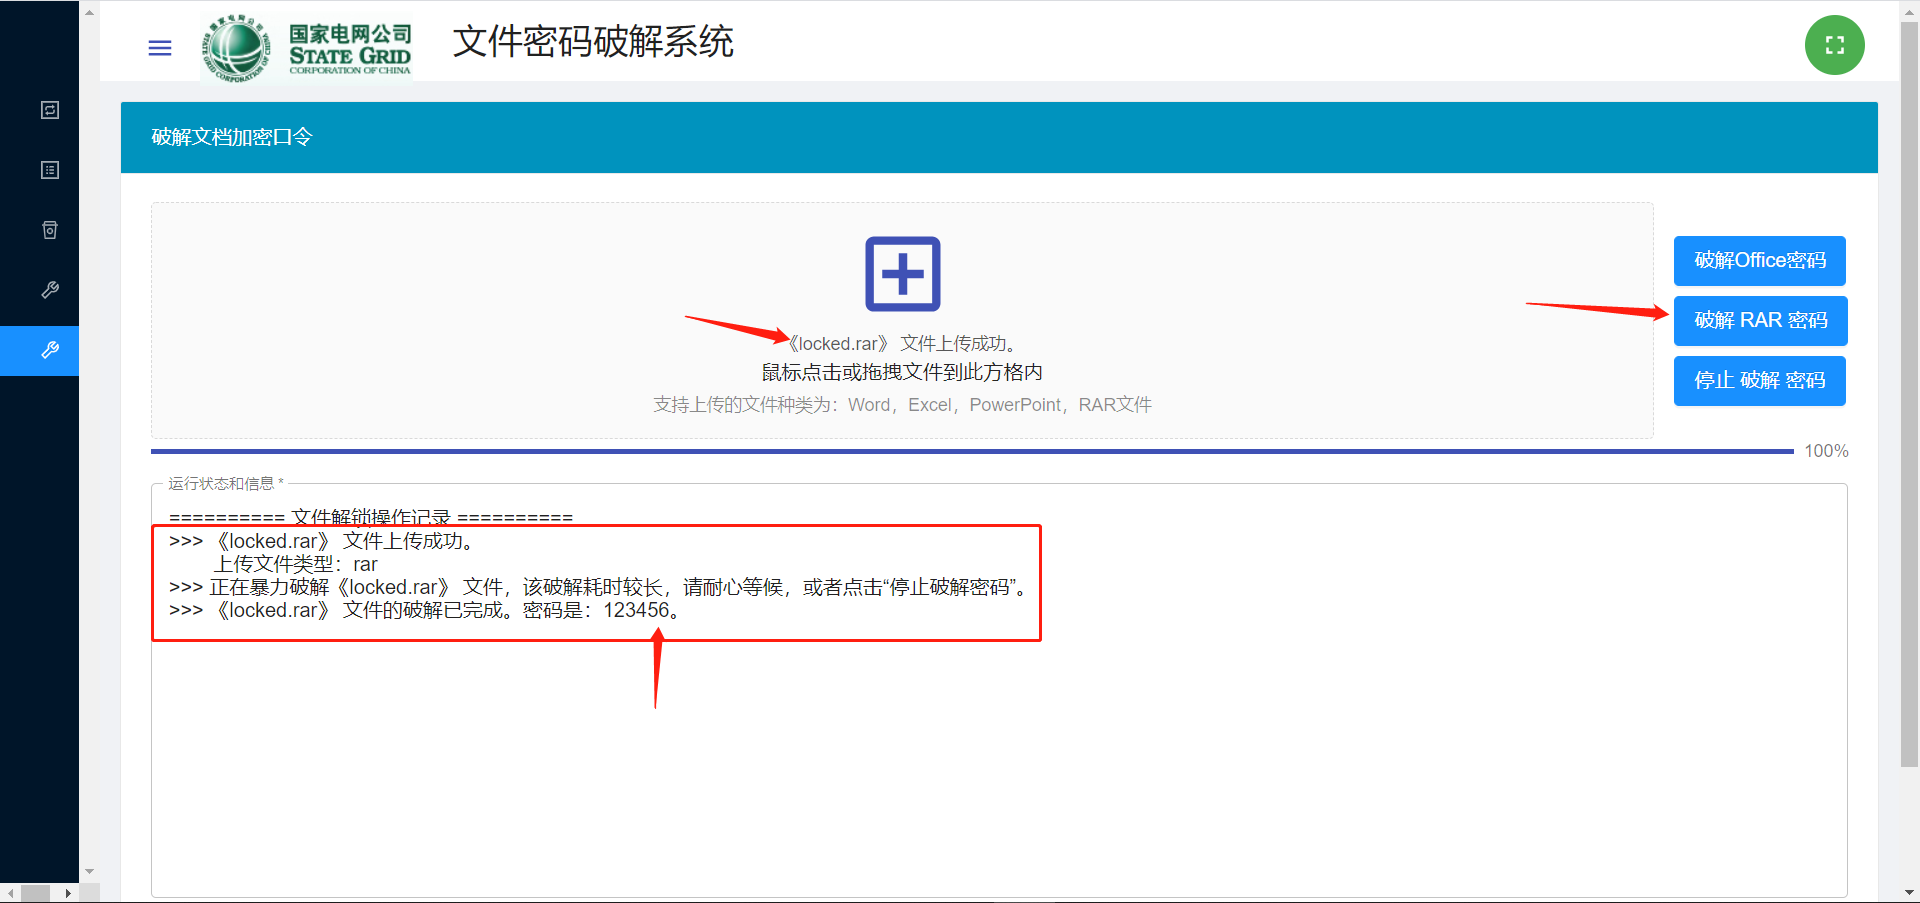 国家电网公司
STATE GRID
CORPORATION OF CHINA
文件密码破解系统
破解文档加密口令
《locked.rar》 文件上传成功。
鼠标点击或拖拽文件到此方格内
支持上传的文件种类为：Word，Excel，PowerPoint，RAR文件
破解Office密码
破解 RAR 密码
停止 破解 密码
100%
运行状态和信息 *
========== 文件解锁操作记录 ==========
>>> 《locked.rar》 文件上传成功。
上传文件类型：rar
>>> 正在暴力破解《locked.rar》 文件，该破解耗时较长，请耐心等候，或者点击“停止破解密码”。
>>> 《locked.rar》 文件的破解已完成。密码是：123456。